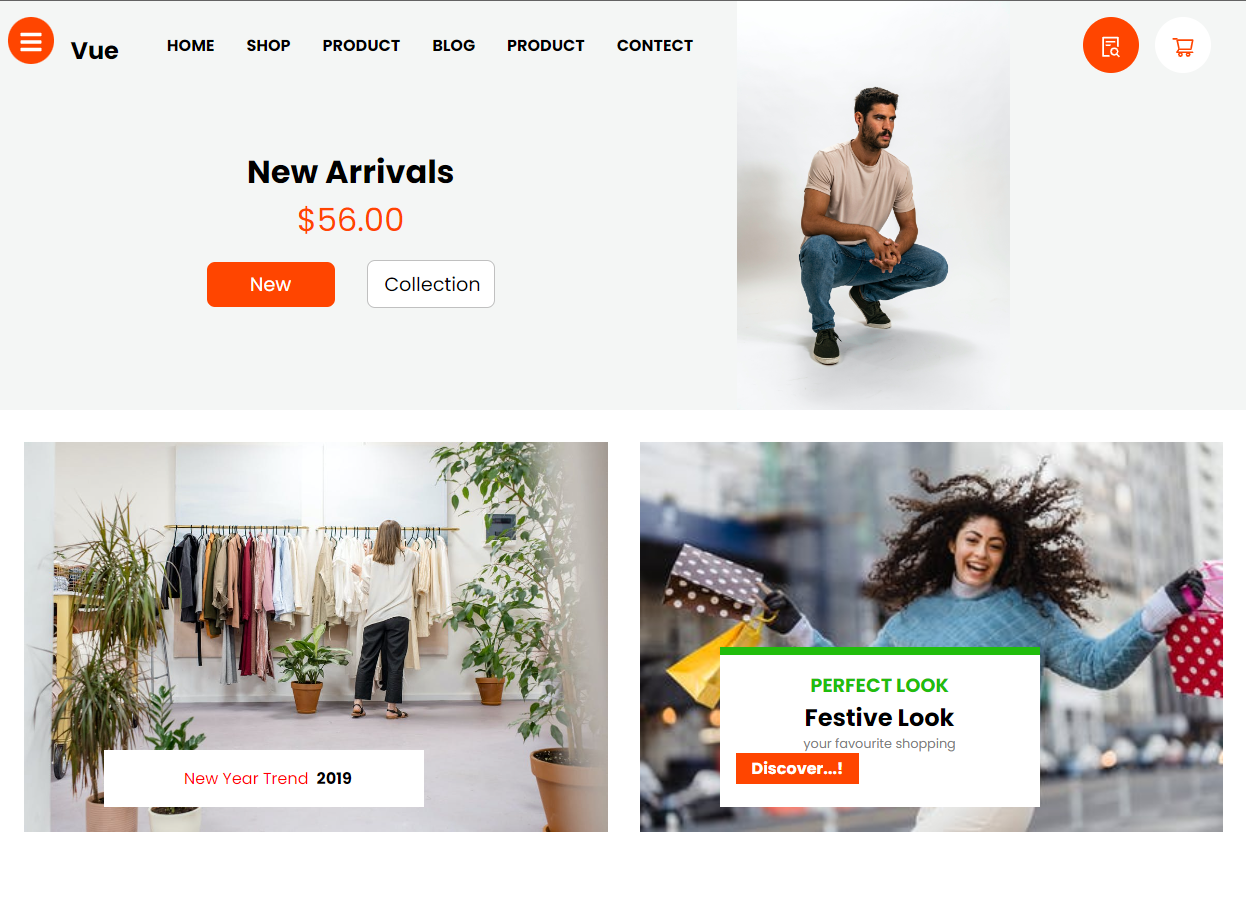 Vue HOME SHOP PRODUCT BLOG PRODUCT CONTECT
New Arrivals
$56.00
New Collection
New Year Trend 2019
PERFECT LOOK
Festive Look
your favourite shopping
Discover...!